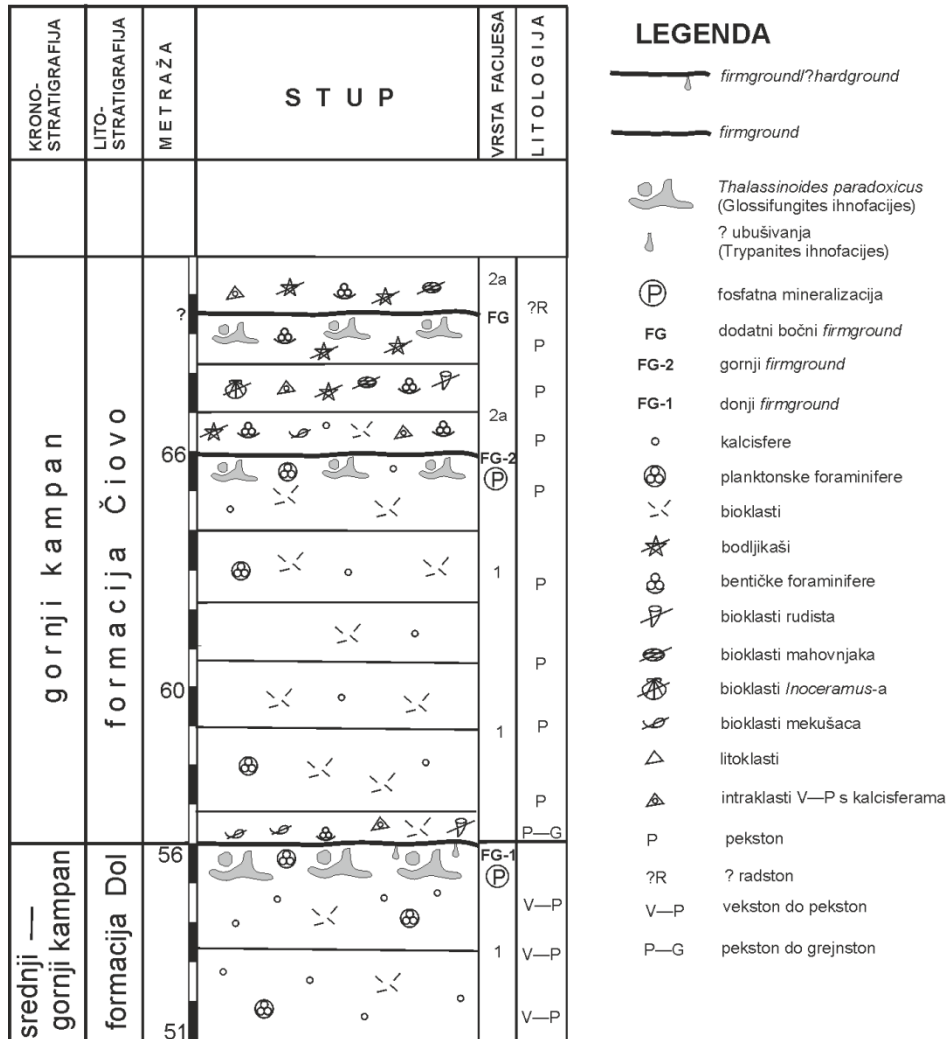 KRONO-
STRATIGRAFIJA
LITO-
STRATIGRAFIJA
METRAŽA
STUP
VRSTA FACIJESA
LITOLOGIJA
gornji kampan
srednji —
gornji kampan
formacija Čiovo
formacija Dol
?
66
60
56
51
2a
FG
2a
FG-2
P
1
1
FG-1
P
1
?R
P
P
P
P
P
P
P
P
P—G
V—P
V—P
V—P
LEGENDA
firmground/?hardground
firmground
Thalassinoides paradoxicus
(Glossifungites ihnofacijes)
? ubušivanja
(Trypanites ihnofacijes)
P fosfatna mineralizacija
FG dodatni bočni firmground
FG-2 gornji firmground
FG-1 donji firmground
kalcisfere
planktonske foraminifere
bioklasti
bodljikaši
bentičke foraminifere
bioklasti rudista
bioklasti mahovnjaka
bioklasti Inoceramus-a
bioklasti mekušaca
litoklasti
intraklasti V—P s kalcisferama
P pekston
?R ? radston
V—P vekston do pekston
P—G pekston do grejnston